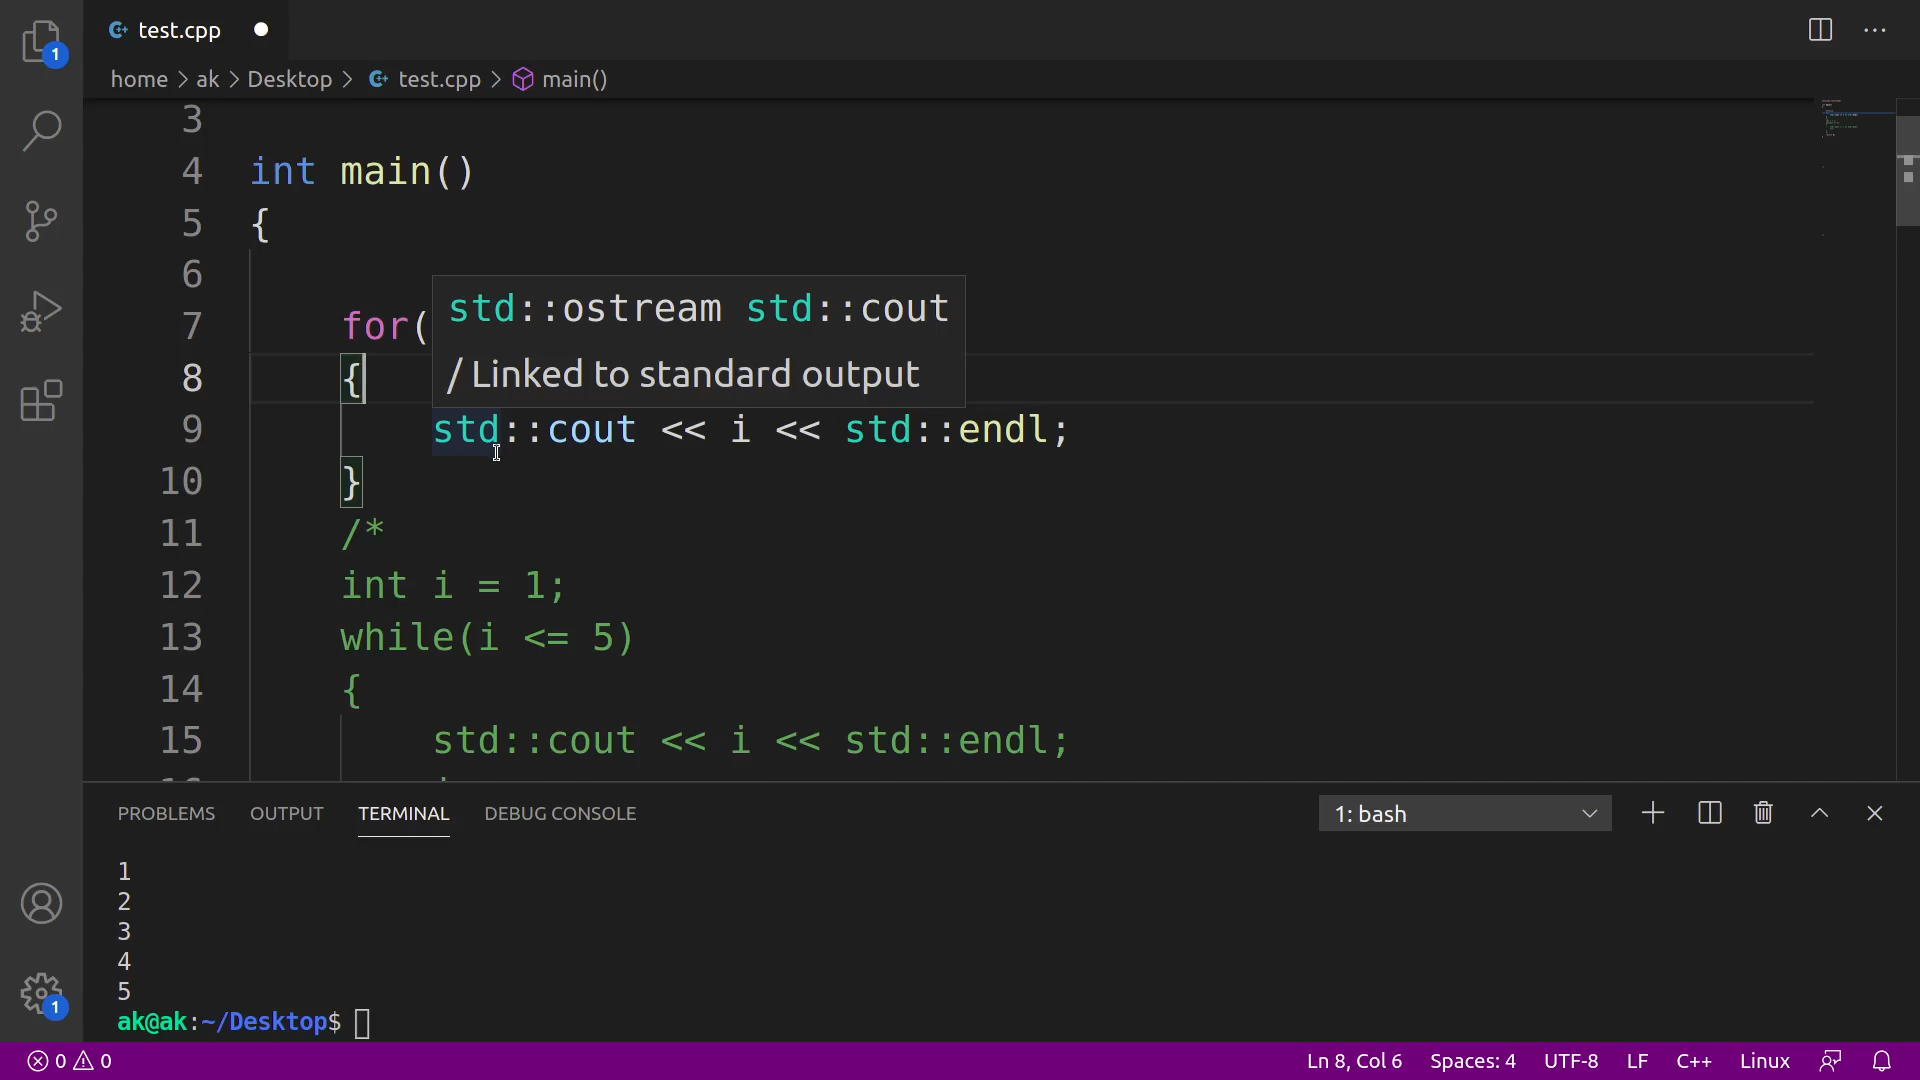 test.cpp
home > ak > Desktop > test.cpp > main()
3
4 int main()
5 {
6
7 for(
std::ostream std::cout
/ Linked to standard output
8 {
9 std::cout << i << std::endl;
10 }
11 /*
12 int i = 1;
13 while(i <= 5)
14 {
15 std::cout << i << std::endl;
PROBLEMS OUTPUT TERMINAL DEBUG CONSOLE 1: bash
1
2
3
4
5
ak@ak:~/Desktop$
0 0 Ln 8, Col 6 Spaces: 4 UTF-8 LF C++ Linux
1
1